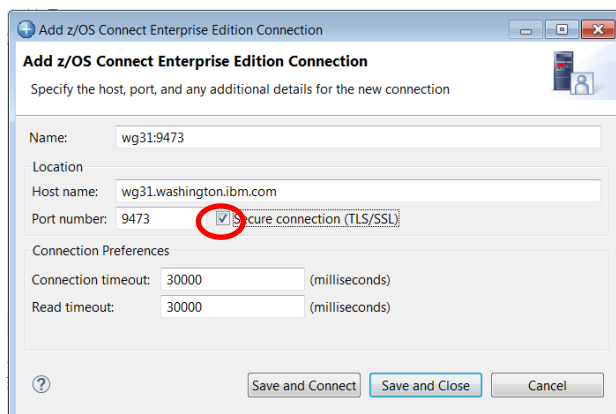 Add z/OS Connect Enterprise Edition Connection
Add z/OS Connect Enterprise Edition Connection
Specify the host, port, and any additional details for the new connection
Name: wg31:9473
Location
Host name: wg31.washington.ibm.com
Port number: 9473 Secure connection (TLS/SSL)
Connection Preferences
Connection timeout: 30000 (milliseconds)
Read timeout: 30000 (milliseconds)
? Save and Connect Save and Close Cancel